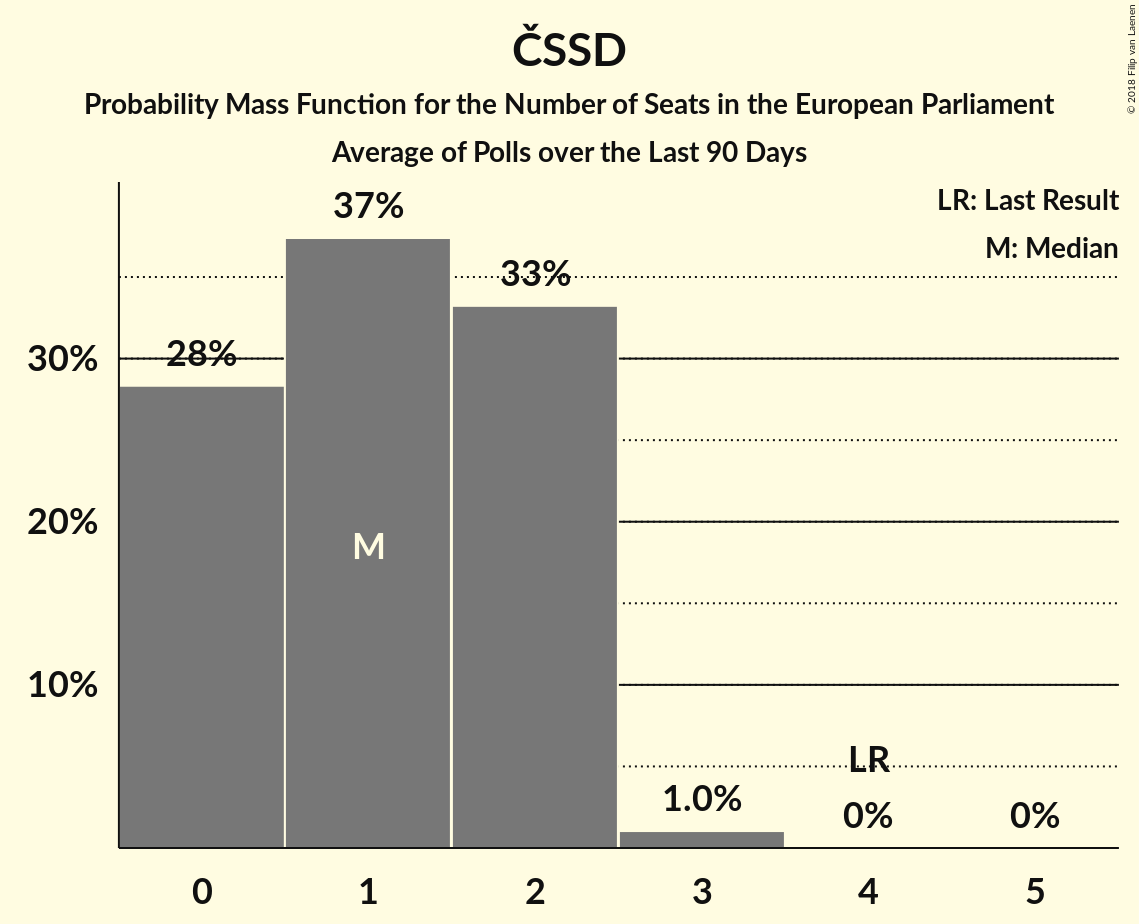 ČSSD
Probability Mass Function for the Number of Seats in the European Parliament
Average of Polls over the Last 90 Days
© 2018 Filip van Laenen
LR: Last Result
M: Median
37%
33%
28%
30%
20%
M
10%
LR
1.0%
0%
0%
0
1
2
3
4
5